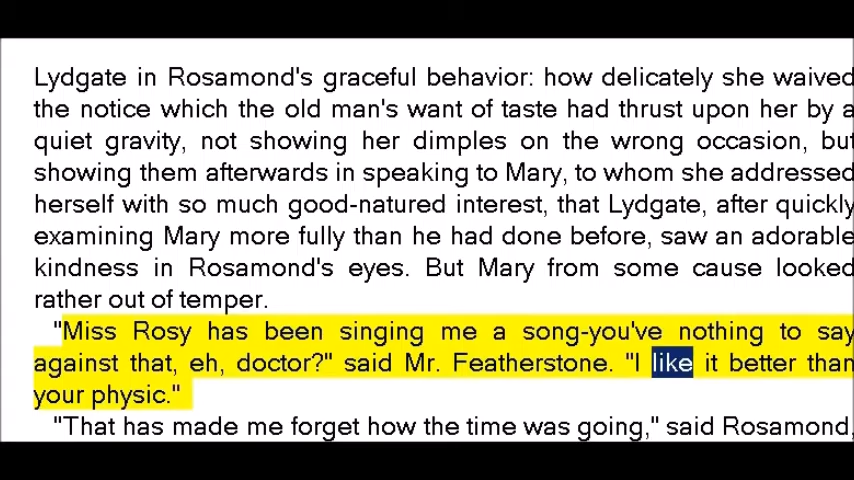 Lydgate in Rosamond's graceful behavior: how delicately she waived
the notice which the old man's want of taste had thrust upon her by a
quiet gravity, not showing her dimples on the wrong occasion, but
showing them afterwards in speaking to Mary, to whom she addressed
herself with so much good-natured interest, that Lydgate, after quickly
examining Mary more fully than he had done before, saw an adorable
kindness in Rosamond's eyes. But Mary from some cause looked
rather out of temper.
"Miss Rosy has been singing me a song-you've nothing to say
against that, eh, doctor?" said Mr. Featherstone. "I like it better than
your physic."
"That has made me forget how the time was going," said Rosamond,